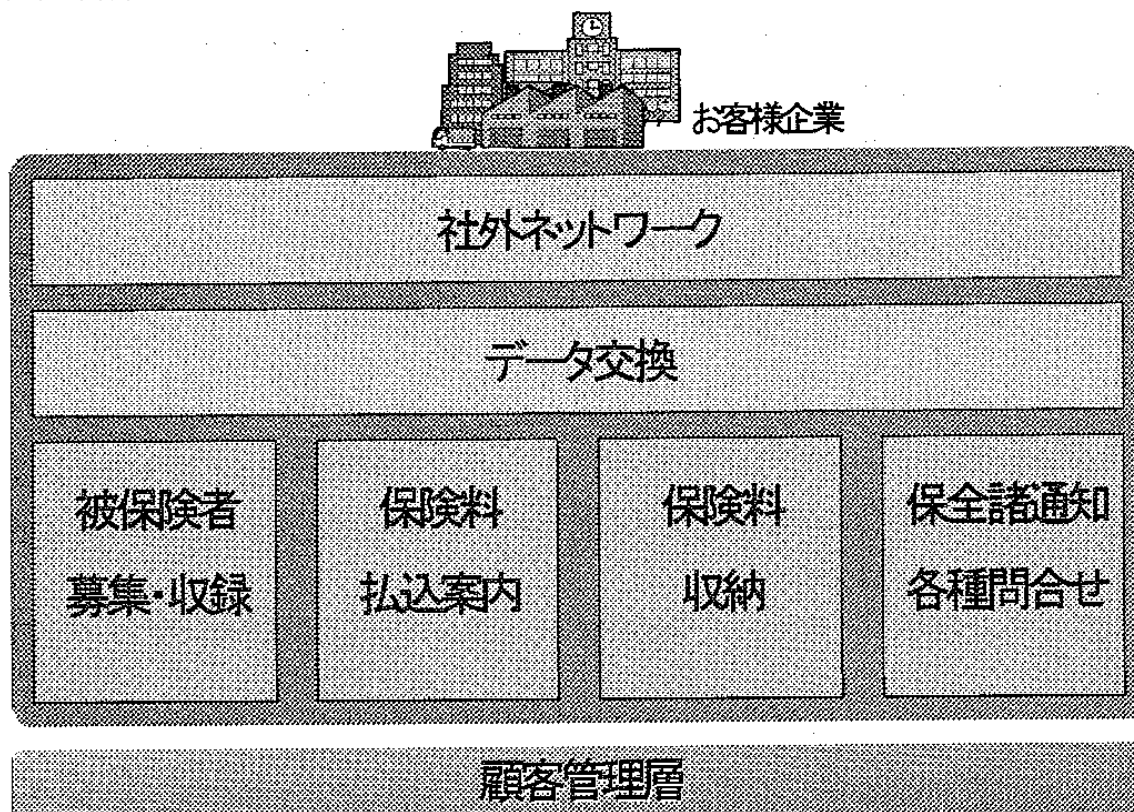 お客様企業
社外ネットワーク
データ交換
被保険者
募集・収録
保険料
払込案内
保険料
収納
保全諸通知
各種問合せ
顧客管理層